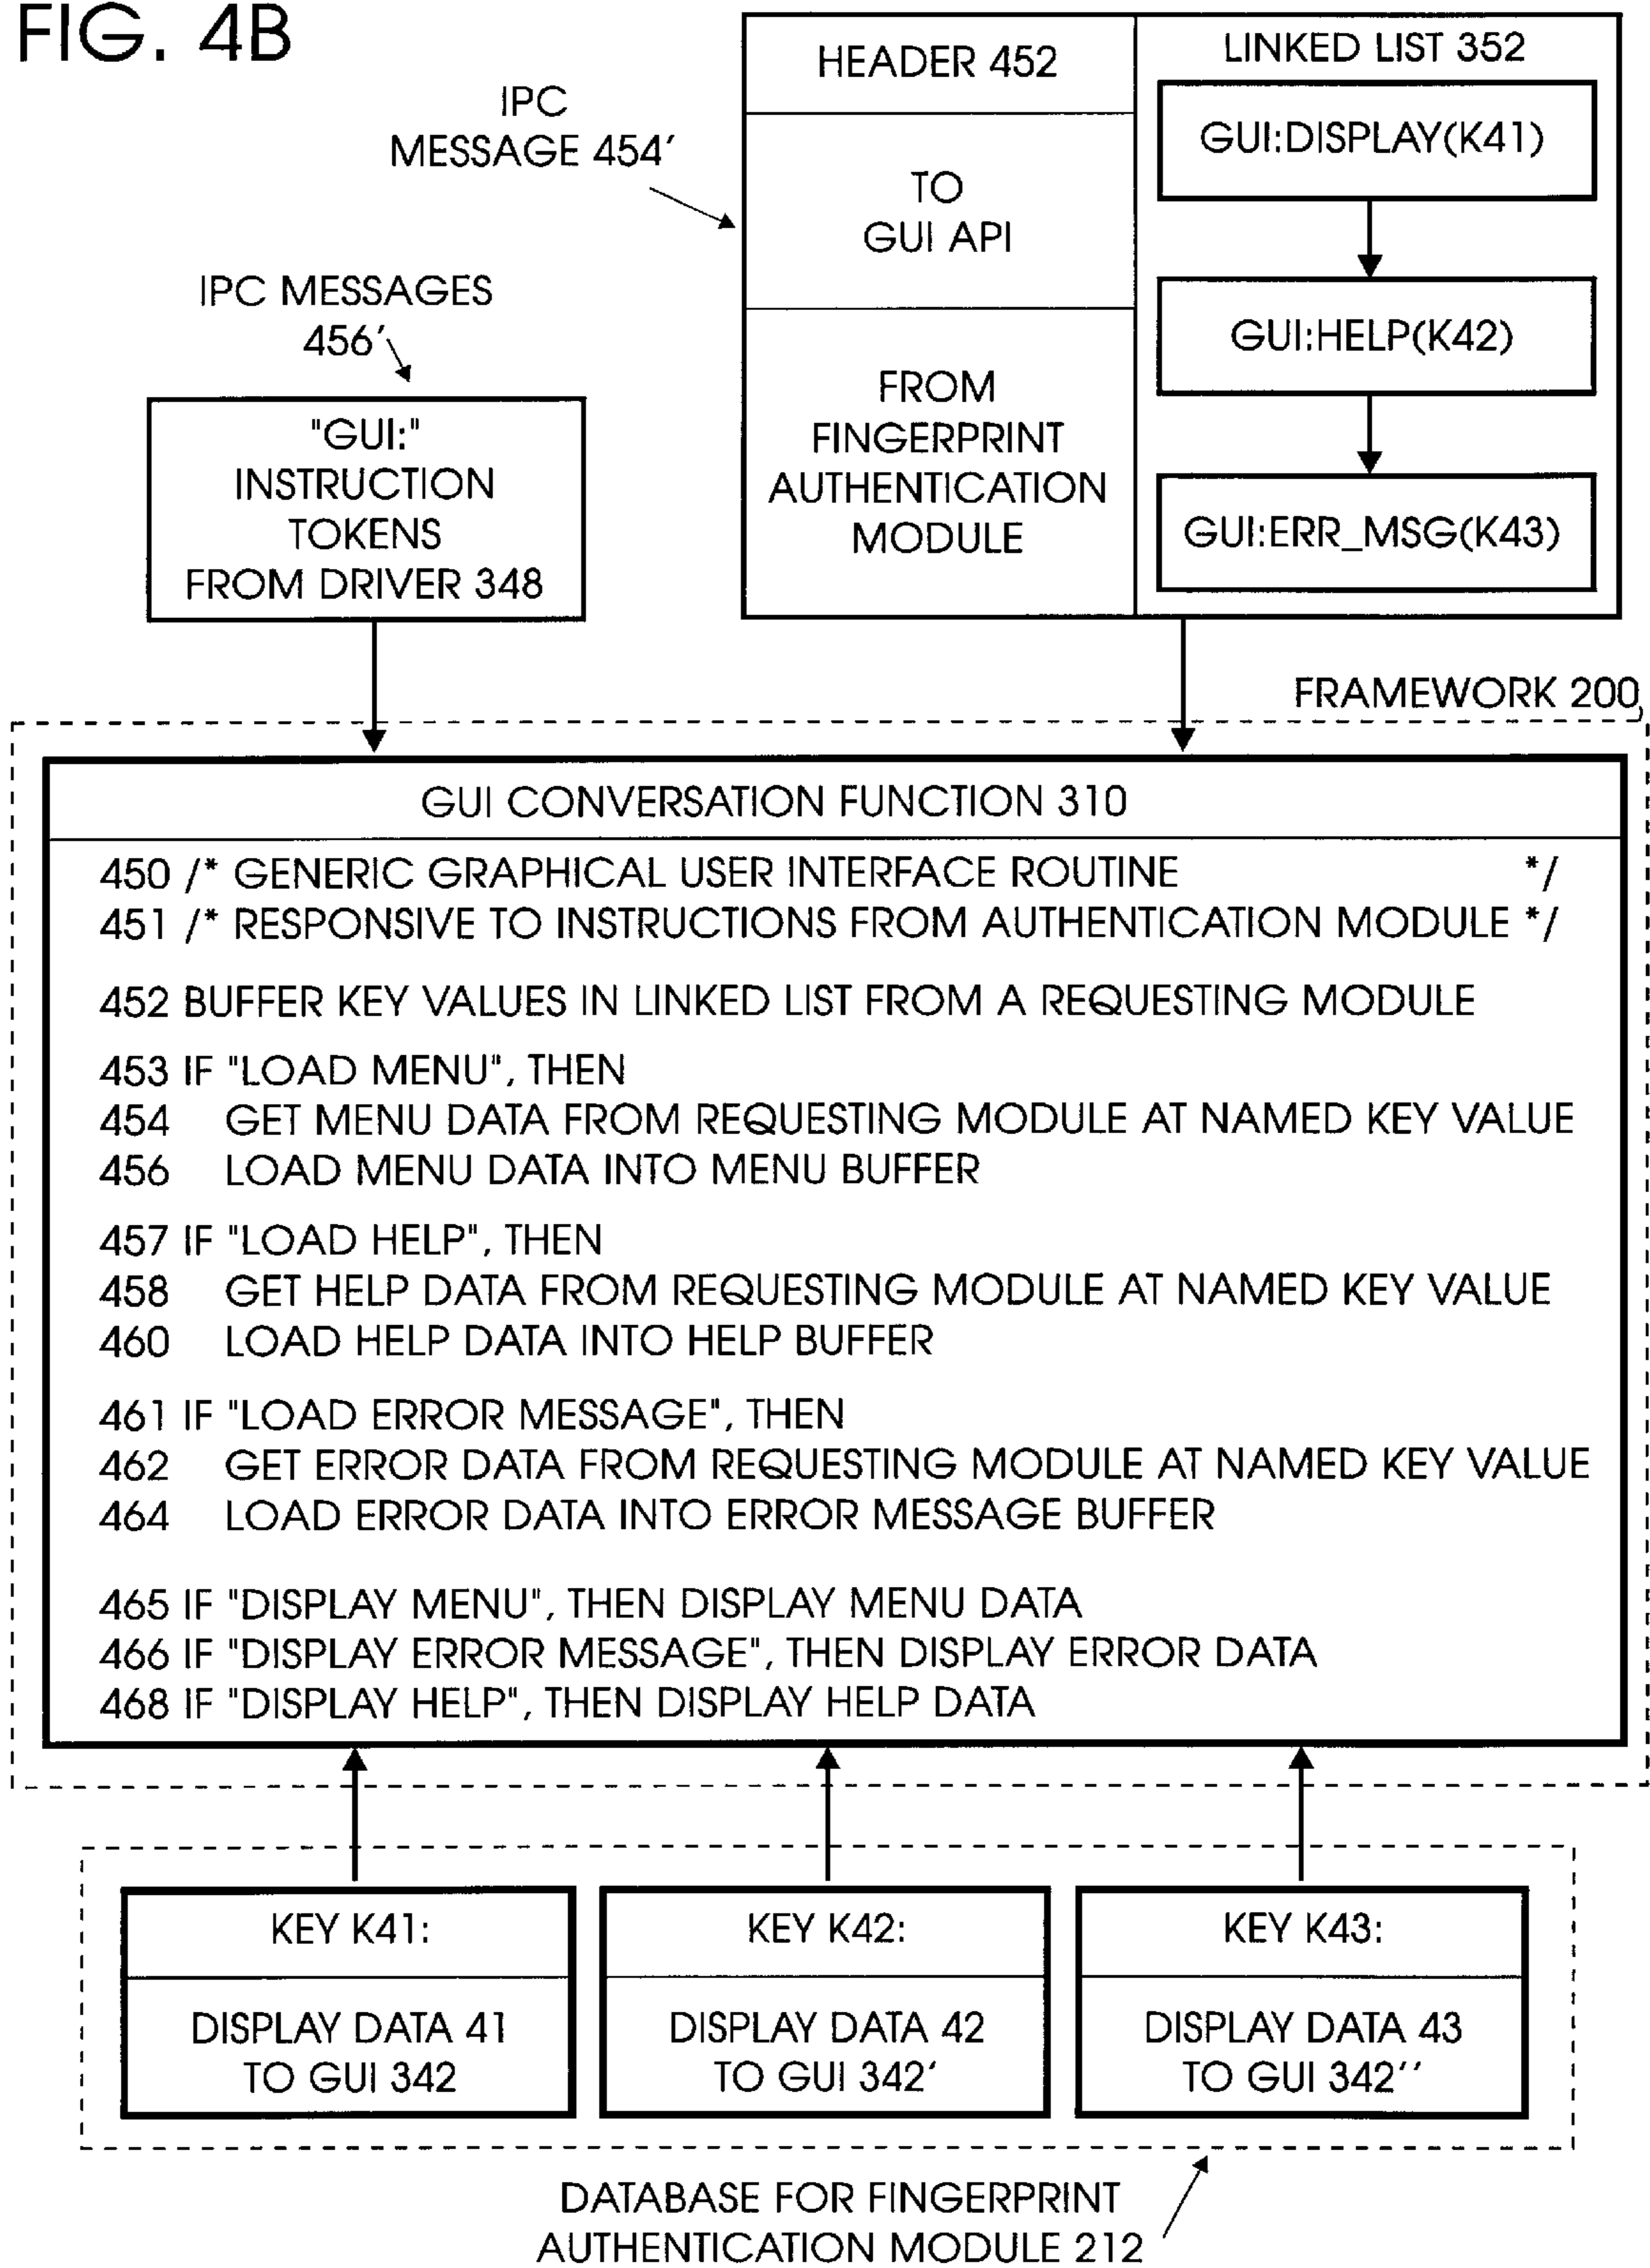 FIG. 4B
IPC
MESSAGE 454'
HEADER 452
TO
GUI API
FROM
FINGERPRINT
AUTHENTICATION
MODULE
LINKED LIST 352
GUI:DISPLAY(K41)
GUI:HELP(K42)
GUI:ERR_MSG(K43)
IPC MESSAGES
456'
"GUI:"
INSTRUCTION
TOKENS
FROM DRIVER 348
FRAMEWORK 200
GUI CONVERSATION FUNCTION 310
450 /* GENERIC GRAPHICAL USER INTERFACE ROUTINE */
451 /* RESPONSIVE TO INSTRUCTIONS FROM AUTHENTICATION MODULE */
452 BUFFER KEY VALUES IN LINKED LIST FROM A REQUESTING MODULE
453 IF "LOAD MENU", THEN
454 GET MENU DATA FROM REQUESTING MODULE AT NAMED KEY VALUE
456 LOAD MENU DATA INTO MENU BUFFER
457 IF "LOAD HELP", THEN
458 GET HELP DATA FROM REQUESTING MODULE AT NAMED KEY VALUE
460 LOAD HELP DATA INTO HELP BUFFER
461 IF "LOAD ERROR MESSAGE", THEN
462 GET ERROR DATA FROM REQUESTING MODULE AT NAMED KEY VALUE
464 LOAD ERROR DATA INTO ERROR MESSAGE BUFFER
465 IF "DISPLAY MENU", THEN DISPLAY MENU DATA
466 IF "DISPLAY ERROR MESSAGE", THEN DISPLAY ERROR DATA
468 IF "DISPLAY HELP", THEN DISPLAY HELP DATA
KEY K41:
DISPLAY DATA 41
TO GUI 342
KEY K42:
DISPLAY DATA 42
TO GUI 342'
KEY K43:
DISPLAY DATA 43
TO GUI 342''
DATABASE FOR FINGERPRINT
AUTHENTICATION MODULE 212